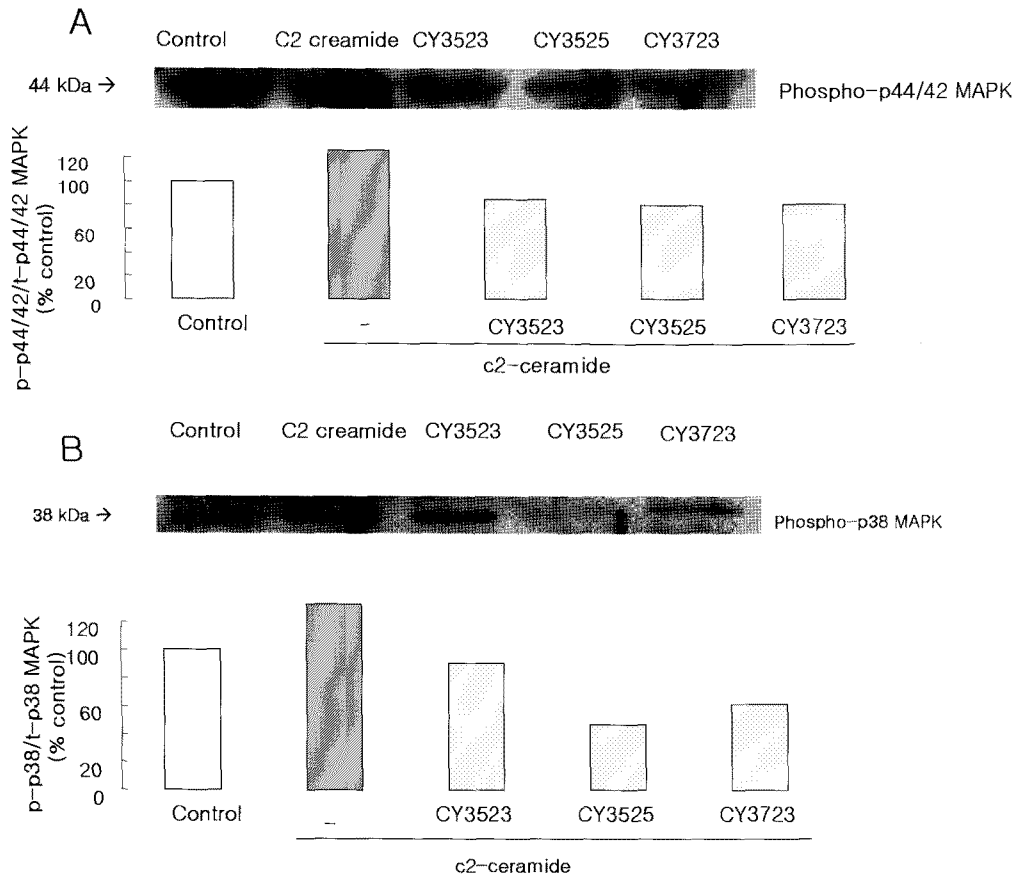 A
Control C2 creamide CY3523 CY3525 CY3723
44 kDa → Phospho-p44/42 MAPK
p-p44/42/t-p44/42 MAPK
(% control)
120
100
60
20
0
Control - CY3523 CY3525 CY3723
c2-ceramide
B
Control C2 creamide CY3523 CY3525 CY3723
38 kDa → Phospho-p38 MAPK
p-p38/t-p38 MAPK
(% control)
120
100
60
20
0
Control - CY3523 CY3525 CY3723
c2-ceramide